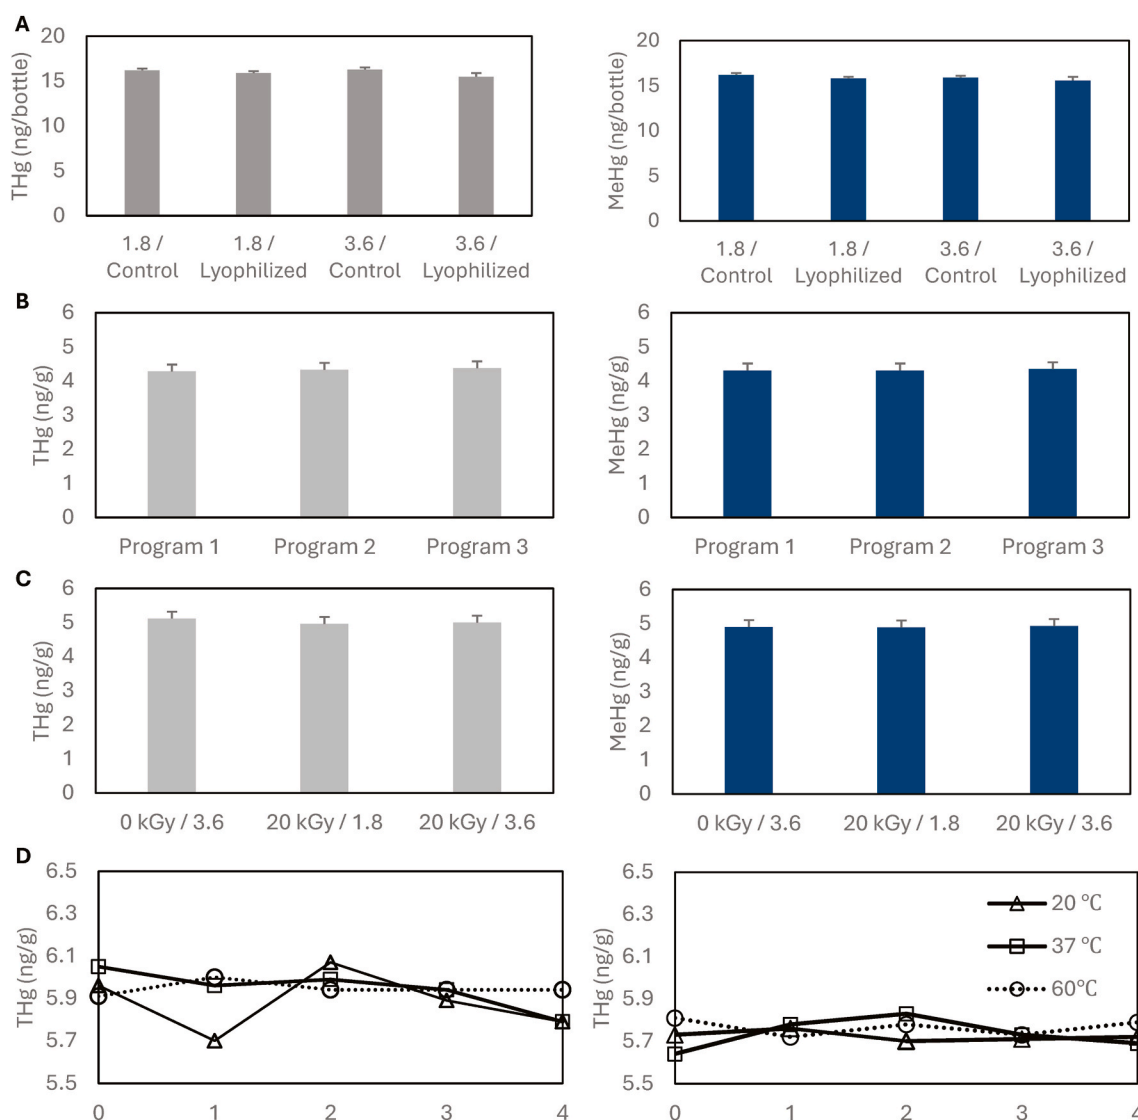 A
THg (ng/bottle)
20
15
10
5
0
1.8 / Control
1.8 / Lyophilized
3.6 / Control
3.6 / Lyophilized
MeHg (ng/bottle)
20
15
10
5
0
1.8 / Control
1.8 / Lyophilized
3.6 / Control
3.6 / Lyophilized
B
THg (ng/g)
6
5
4
3
2
1
0
Program 1
Program 2
Program 3
MeHg (ng/g)
6
5
4
3
2
1
0
Program 1
Program 2
Program 3
C
THg (ng/g)
6
5
4
3
2
1
0
0 kGy / 3.6
20 kGy / 1.8
20 kGy / 3.6
MeHg (ng/g)
6
5
4
3
2
1
0
0 kGy / 3.6
20 kGy / 1.8
20 kGy / 3.6
D
THg (ng/g)
6.5
6.3
6.1
5.9
5.7
5.5
0 1 2 3 4
THg (ng/g)
6.5
6.3
6.1
5.9
5.7
5.5
0 1 2 3 4
20 °C
37 °C
60℃